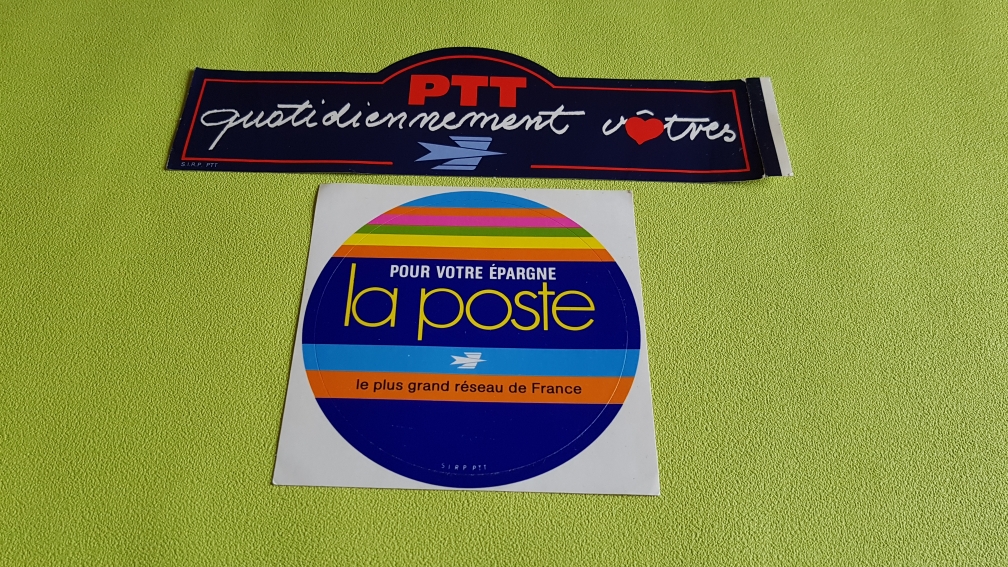 PTT
quotidiennement vôtres
S.I.R.P. PTT
POUR VOTRE ÉPARGNE
la poste
le plus grand réseau de France
S.I.R.P. PTT